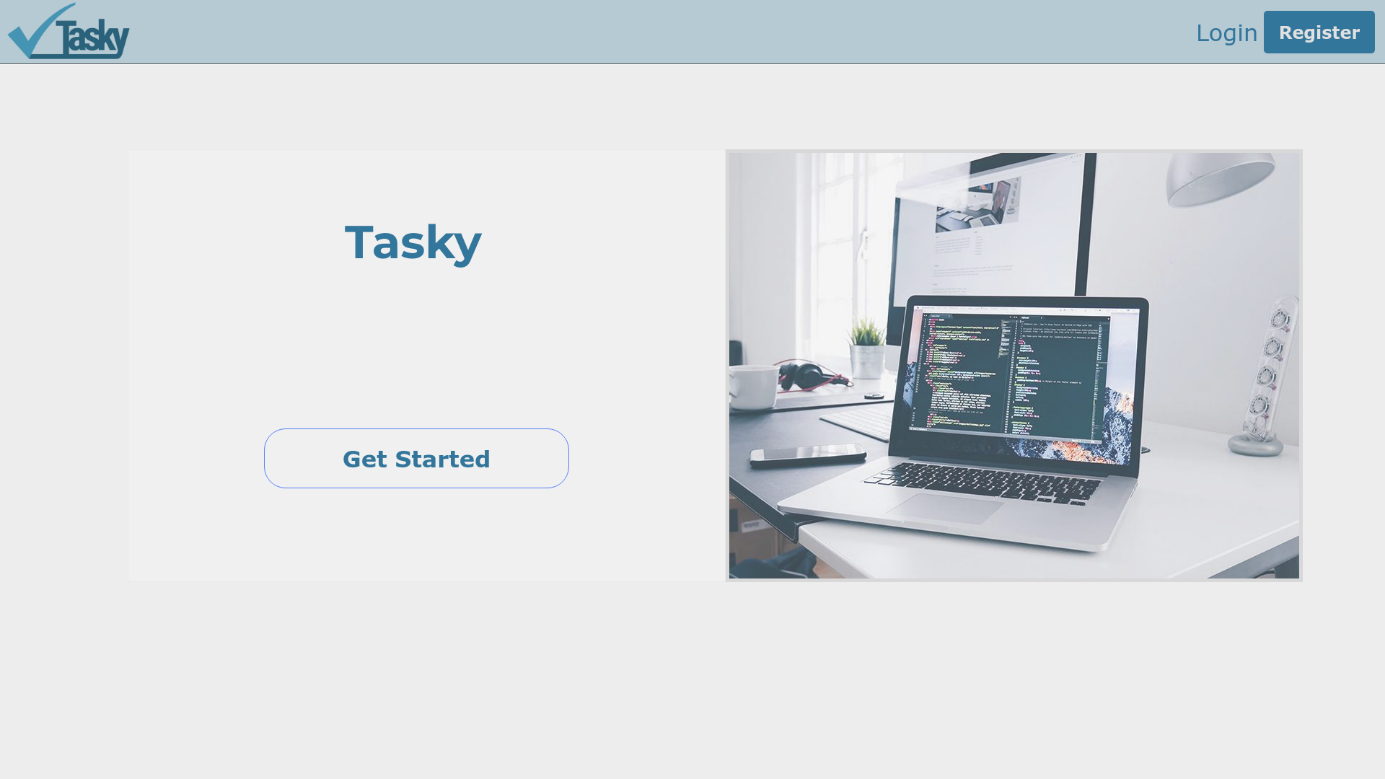 Tasky
Login
Register
Tasky
Get Started